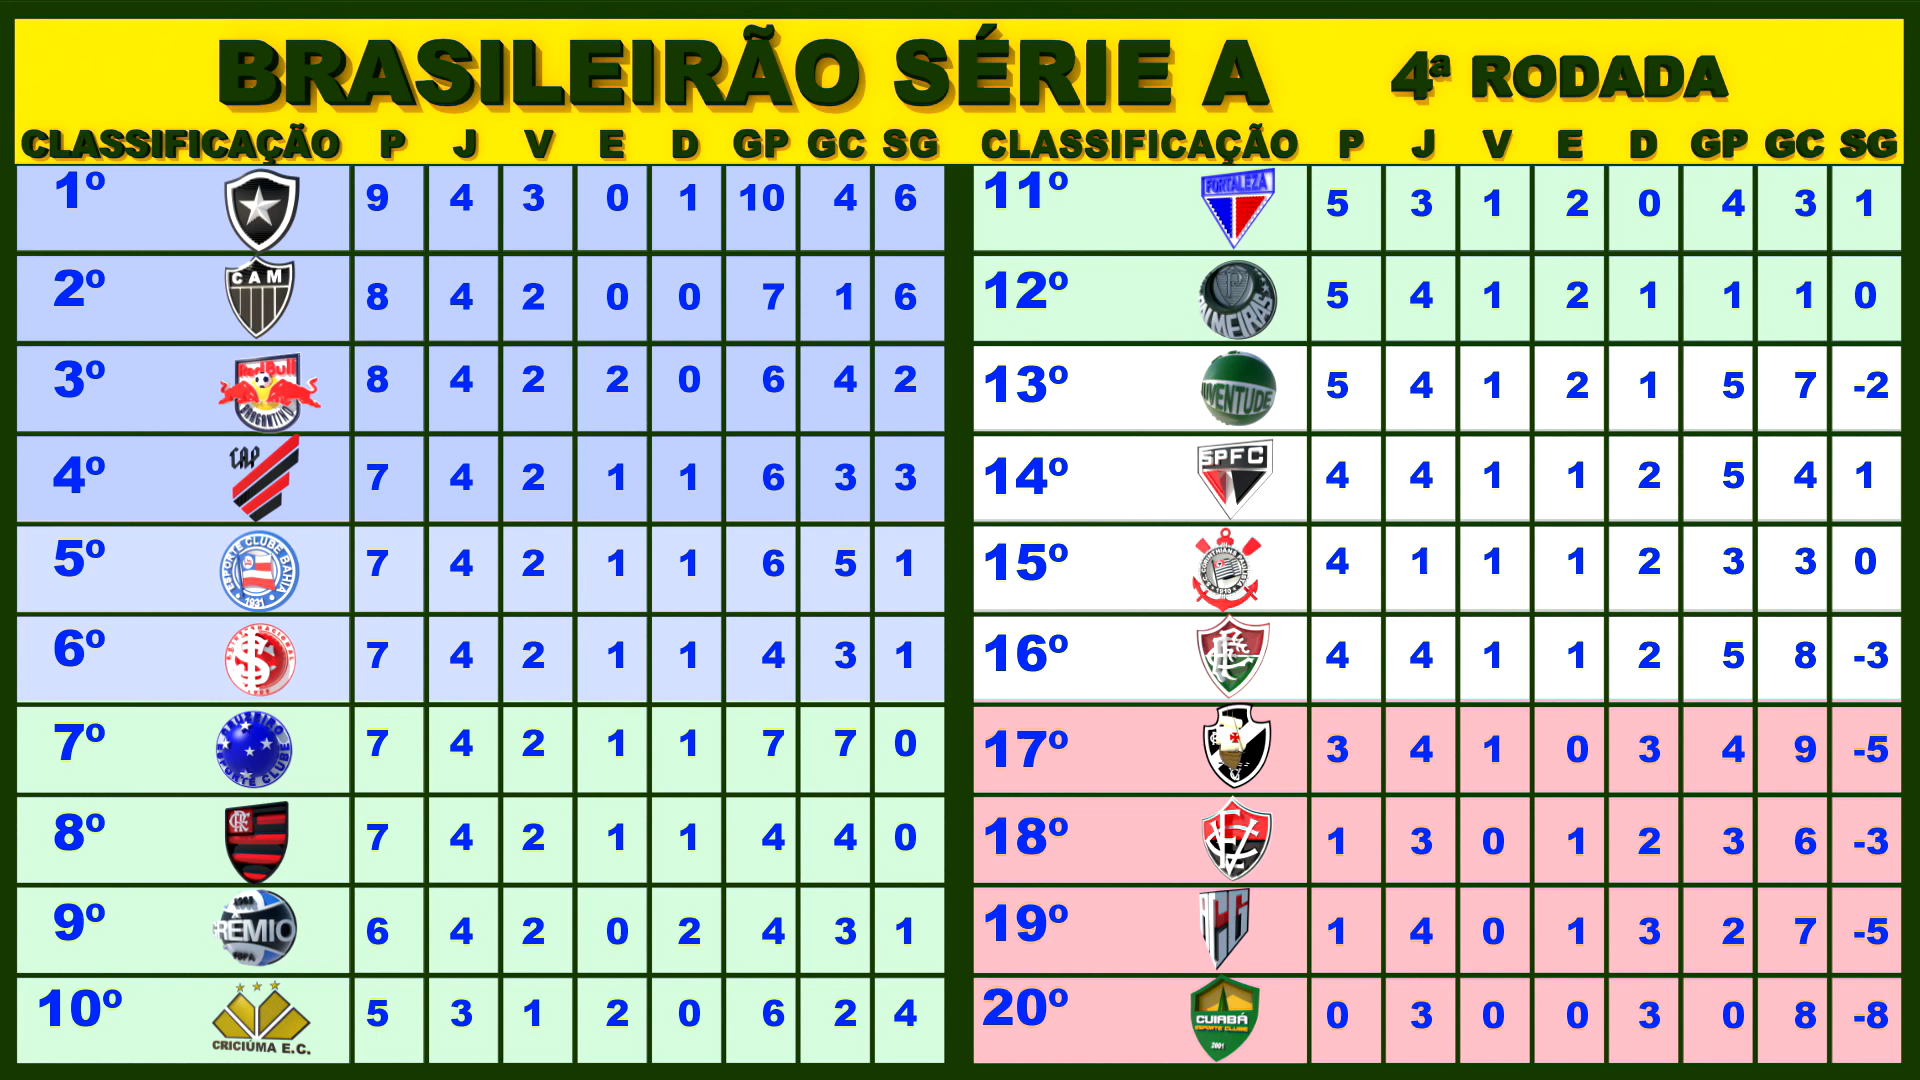 BRASILEIRÃO SÉRIE A 4ª RODADA
CLASSIFICAÇÃO P J V E D GP GC SG
1º 9 4 3 0 1 10 4 6
2º CAM 8 4 2 0 0 7 1 6
3º Red Bull BRAGANTINO 8 4 2 2 0 6 4 2
4º CAP 7 4 2 1 1 6 3 3
5º ESPORTE CLUBE BAHIA 1931 7 4 2 1 1 6 5 1
6º 7 4 2 1 1 4 3 1
7º CRUZEIRO ESPORTE CLUBE 7 4 2 1 1 7 7 0
8º CRF 7 4 2 1 1 4 4 0
9º GRÊMIO 6 4 2 0 2 4 3 1
10º CRICIÚMA E.C. 5 3 1 2 0 6 2 4
CLASSIFICAÇÃO P J V E D GP GC SG
11º FORTALEZA 5 3 1 2 0 4 3 1
12º PALMEIRAS 5 4 1 2 1 1 1 0
13º JUVENTUDE 5 4 1 2 1 5 7 -2
14º SPFC 4 4 1 1 2 5 4 1
15º 4 1 1 1 2 3 3 0
16º 4 4 1 1 2 5 8 -3
17º 3 4 1 0 3 4 9 -5
18º 1 3 0 1 2 3 6 -3
19º ACG 1 4 0 1 3 2 7 -5
20º CUIABÁ ESPORTE CLUBE 2001 0 3 0 0 3 0 8 -8